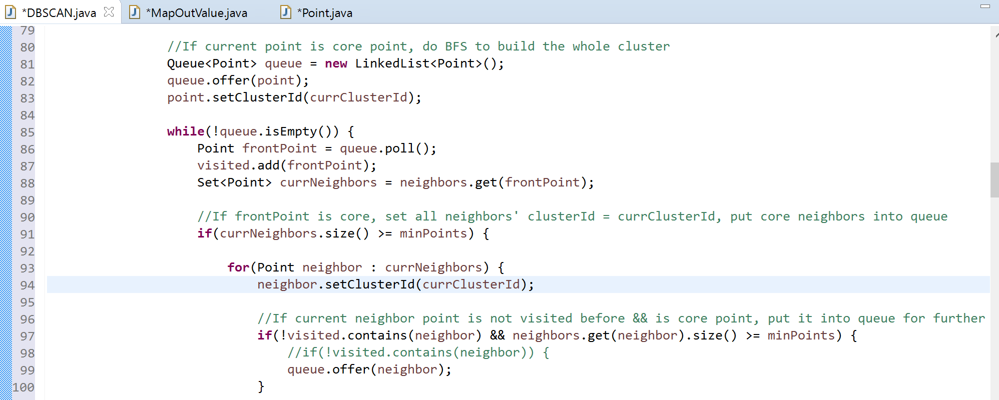 *DBSCAN.java *MapOutValue.java *Point.java
79
80 //If current point is core point, do BFS to build the whole cluster
81 Queue<Point> queue = new LinkedList<Point>();
82 queue.offer(point);
83 point.setClusterId(currClusterId);
84
85 while(!queue.isEmpty()) {
86 Point frontPoint = queue.poll();
87 visited.add(frontPoint);
88 Set<Point> currNeighbors = neighbors.get(frontPoint);
89
90 //If frontPoint is core, set all neighbors' clusterId = currClusterId, put core neighbors into queue
91 if(currNeighbors.size() >= minPoints) {
92
93 for(Point neighbor : currNeighbors) {
94 neighbor.setClusterId(currClusterId);
95
96 //If current neighbor point is not visited before && is core point, put it into queue for further
97 if(!visited.contains(neighbor) && neighbors.get(neighbor).size() >= minPoints) {
98 //if(!visited.contains(neighbor)) {
99 queue.offer(neighbor);
100 }